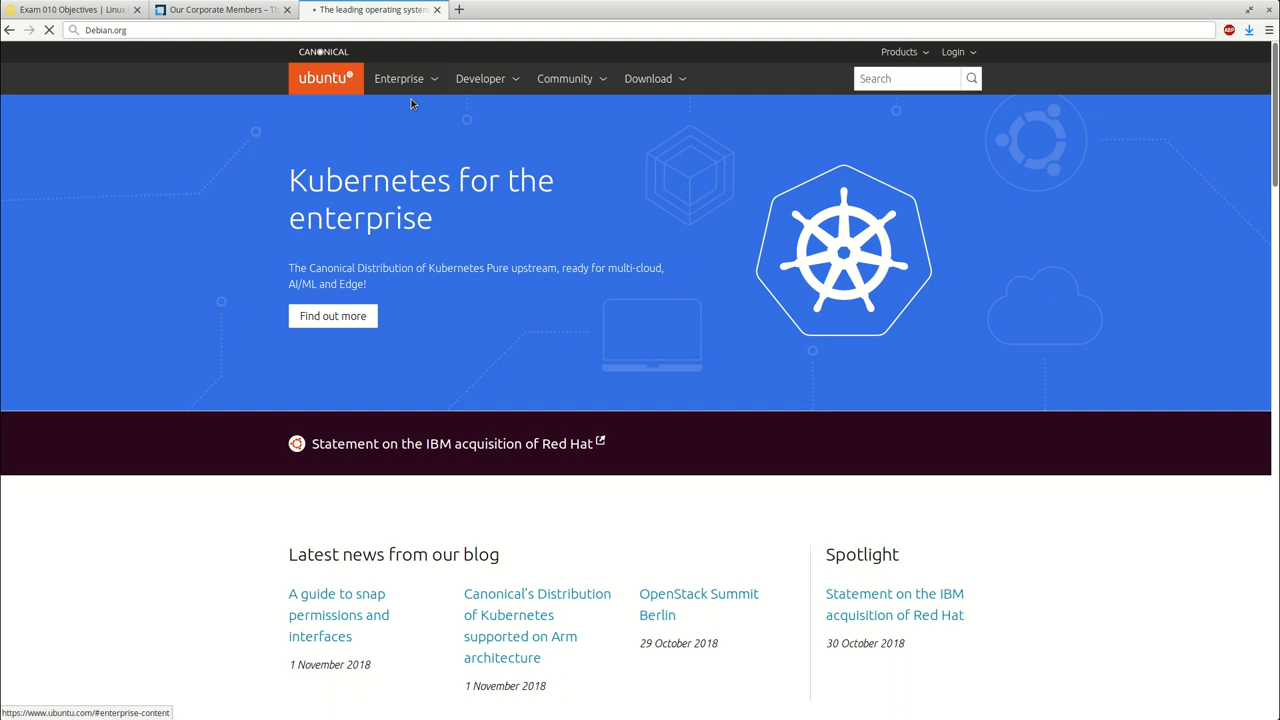 Exam 010 Objectives | Linux
Our Corporate Members – Th
The leading operating system
Debian.org
ABP
CANONICAL
Products
Login
ubuntu
Enterprise
Developer
Community
Download
Search
Kubernetes for the
enterprise
The Canonical Distribution of Kubernetes Pure upstream, ready for multi-cloud,
AI/ML and Edge!
Find out more
Statement on the IBM acquisition of Red Hat
Latest news from our blog
A guide to snap
permissions and
interfaces
1 November 2018
Canonical’s Distribution
of Kubernetes
supported on Arm
architecture
1 November 2018
OpenStack Summit
Berlin
29 October 2018
Spotlight
Statement on the IBM
acquisition of Red Hat
30 October 2018
https://www.ubuntu.com/#enterprise-content